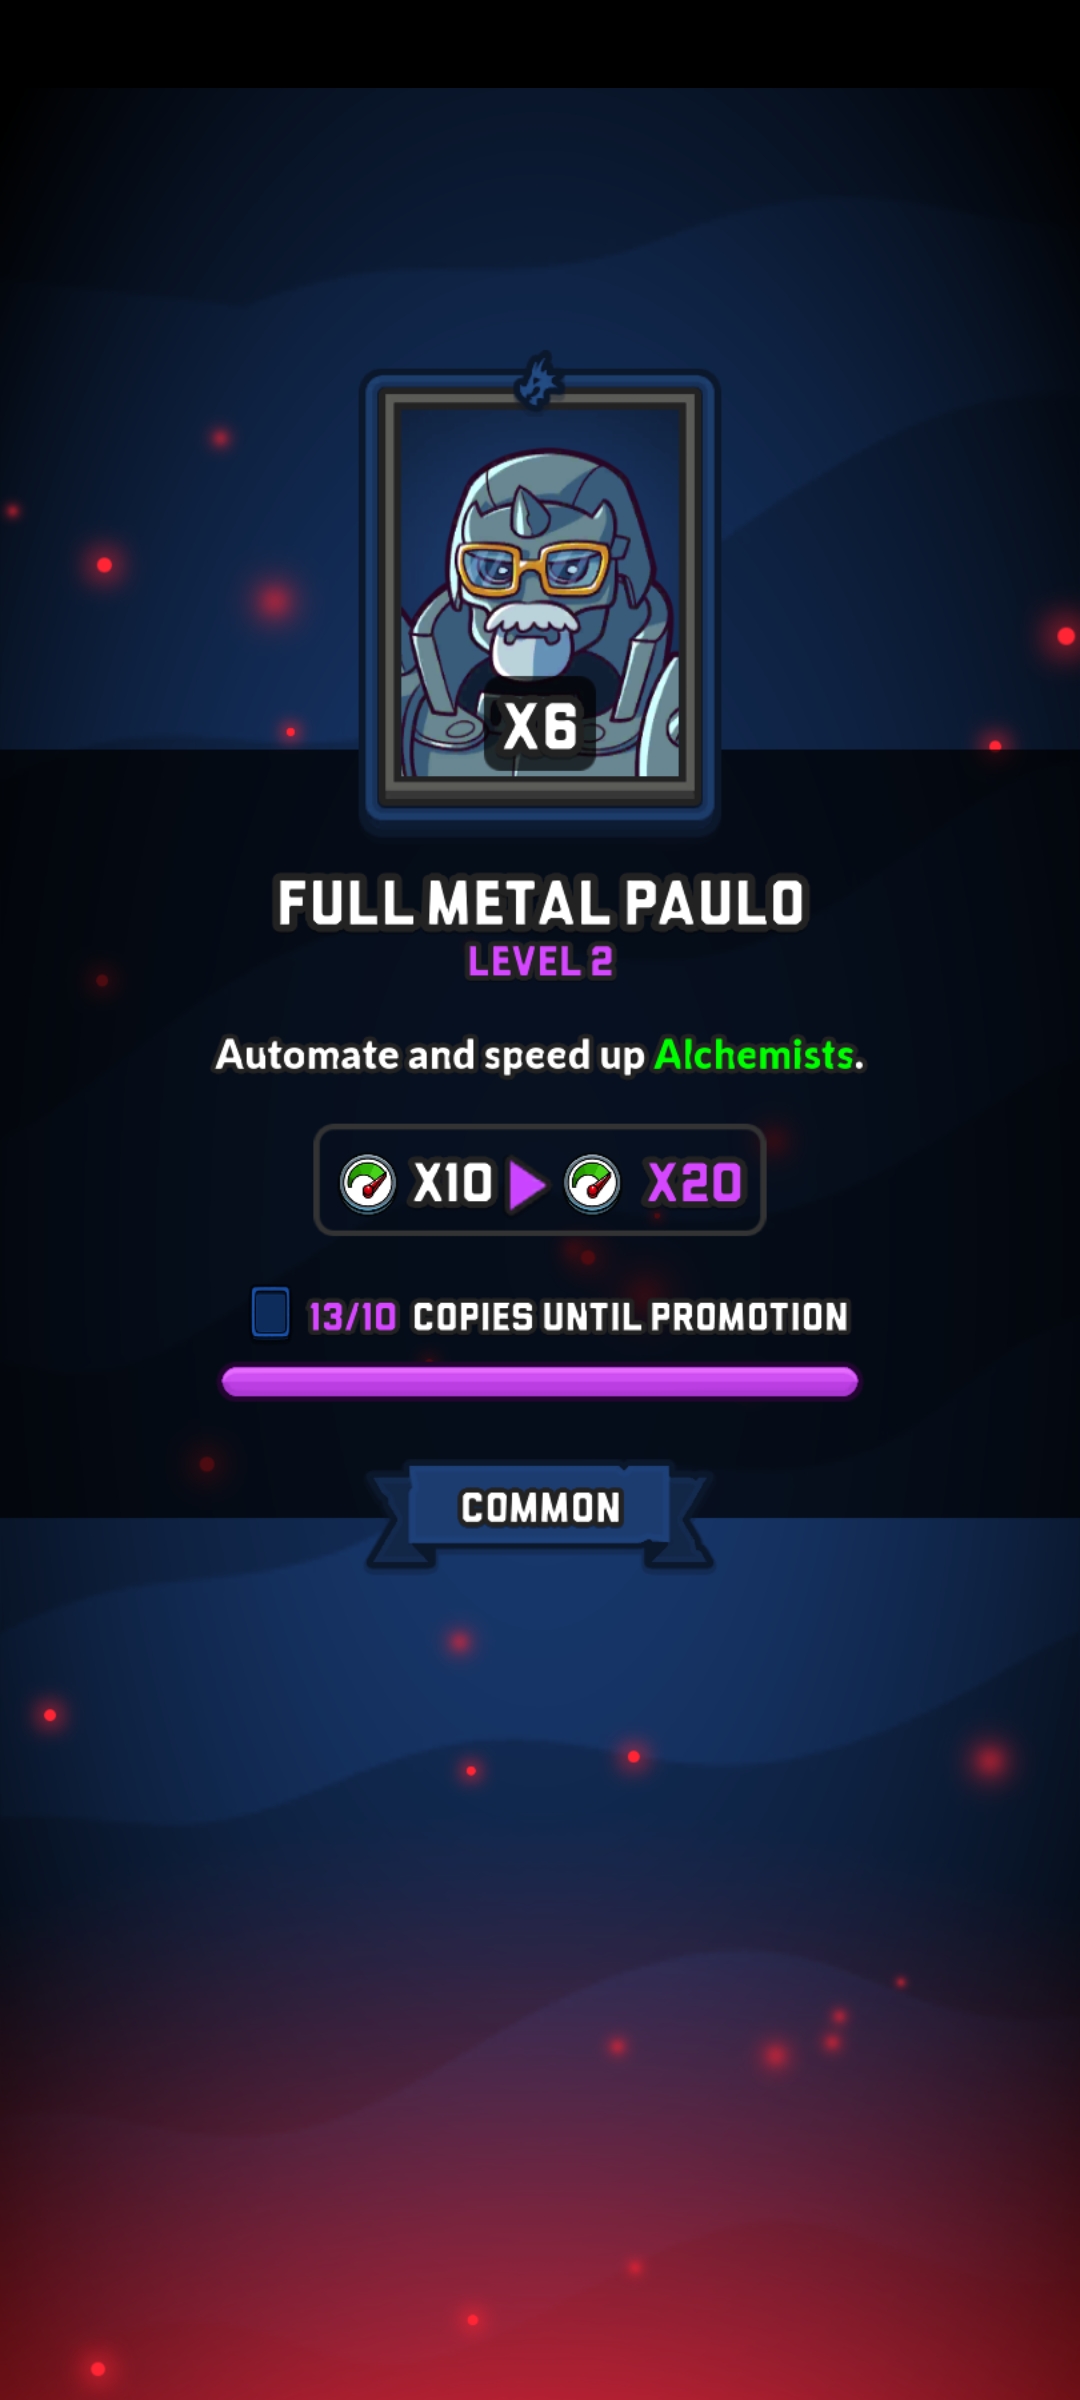 X6
FULL METAL PAULO
LEVEL 2
Automate and speed up Alchemists.
X10 X20
13/10 COPIES UNTIL PROMOTION
COMMON